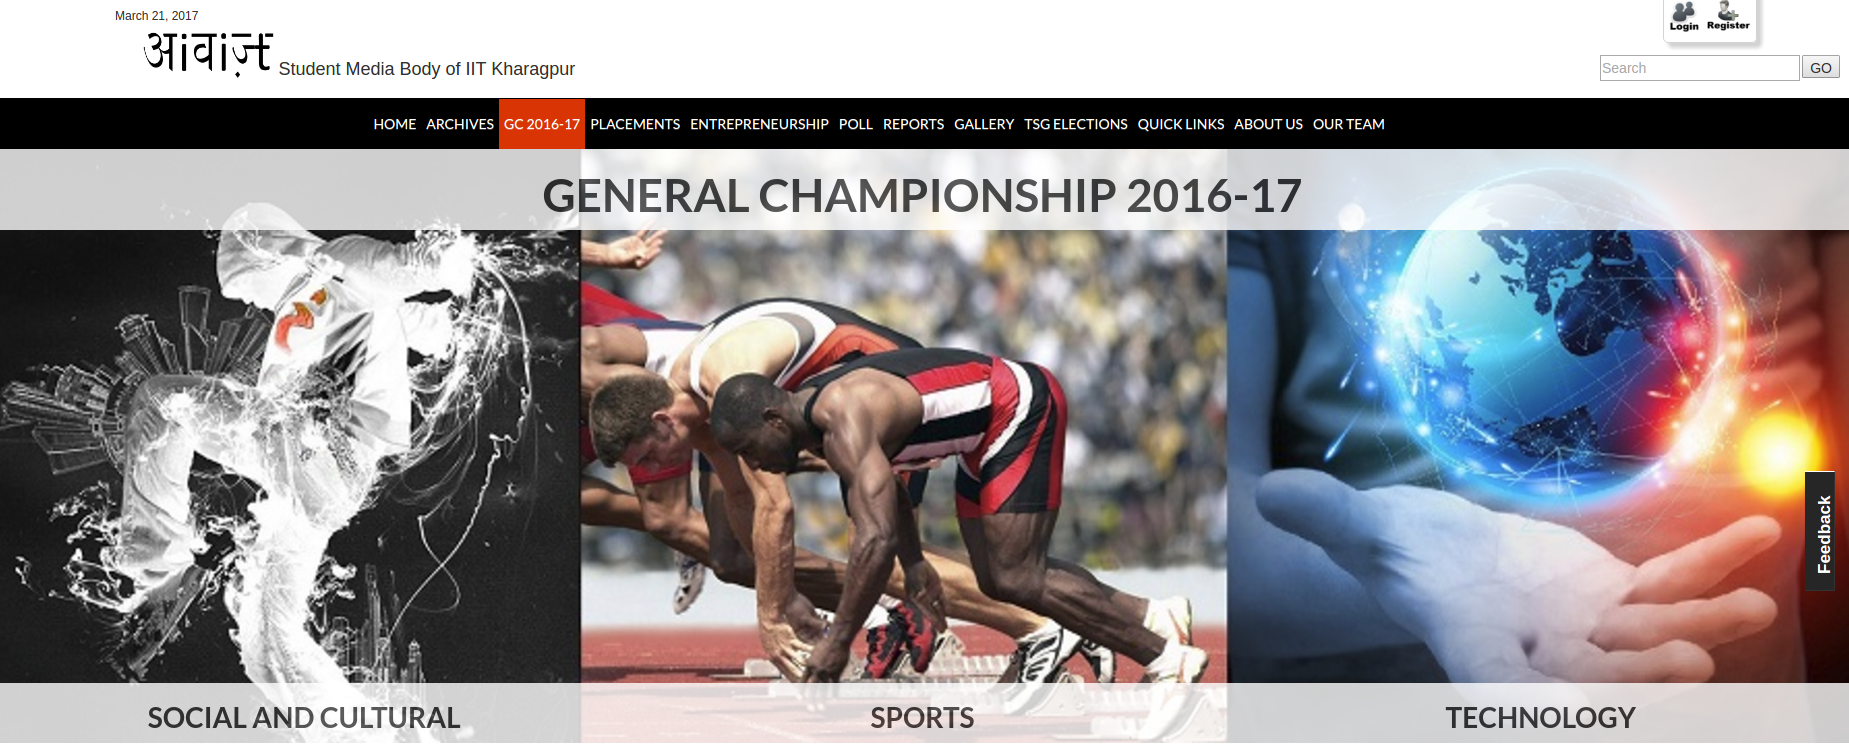 March 21, 2017
Login Register
आवाज़ Student Media Body of IIT Kharagpur
Search GO
HOME ARCHIVES GC 2016-17 PLACEMENTS ENTREPRENEURSHIP POLL REPORTS GALLERY TSG ELECTIONS QUICK LINKS ABOUT US OUR TEAM
GENERAL CHAMPIONSHIP 2016-17
Feedback
SOCIAL AND CULTURAL SPORTS TECHNOLOGY